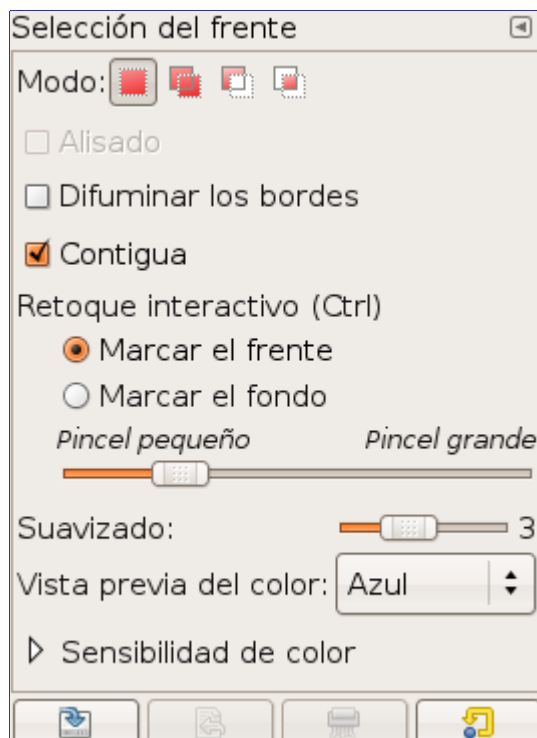 Selección del frente
Modo:
Alisado
Difuminar los bordes
Contigua
Retoque interactivo (Ctrl)
Marcar el frente
Marcar el fondo
Pincel pequeño Pincel grande
Suavizado: 3
Vista previa del color: Azul
Sensibilidad de color